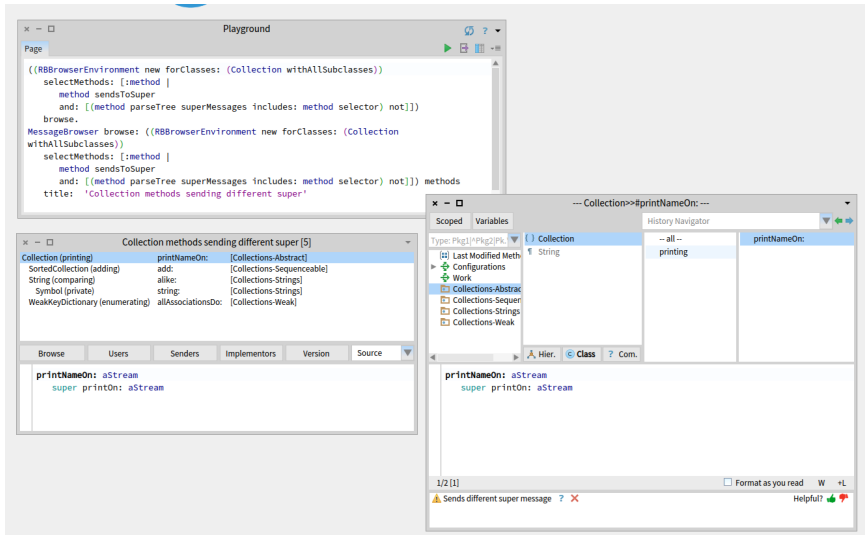 Playground
?
Page
((RBBrowserEnvironment new forClasses: (Collection withAllSubclasses))
selectMethods: [:method |
method sendsToSuper
and: [(method parseTree superMessages includes: method selector) not]])
browse.
MessageBrowser browse: ((RBBrowserEnvironment new forClasses: (Collection
withAllSubclasses))
selectMethods: [:method |
method sendsToSuper
and: [(method parseTree superMessages includes: method selector) not]]) methods
title: 'Collection methods sending different super'
Collection methods sending different super [5]
Collection (printing) printNameOn: [Collections-Abstract]
SortedCollection (adding) add: [Collections-Sequenceable]
String (comparing) alike: [Collections-Strings]
Symbol (private) string: [Collections-Strings]
WeakKeyDictionary (enumerating) allAssociationsDo: [Collections-Weak]
Browse Users Senders Implementors Version Source
printNameOn: aStream
super printOn: aStream
--- Collection>>#printNameOn: ---
Scoped Variables History Navigator
Type: Pkg1|^Pkg2|Pk.
Last Modified Meth
Configurations
Work
Collections-Abstrac
Collections-Sequen
Collections-Strings
Collections-Weak
Collection
String
-- all --
printing
printNameOn:
Hier. Class ? Com.
printNameOn: aStream
super printOn: aStream
1/2 [1] Format as you read W +L
Sends different super message ? Helpful?